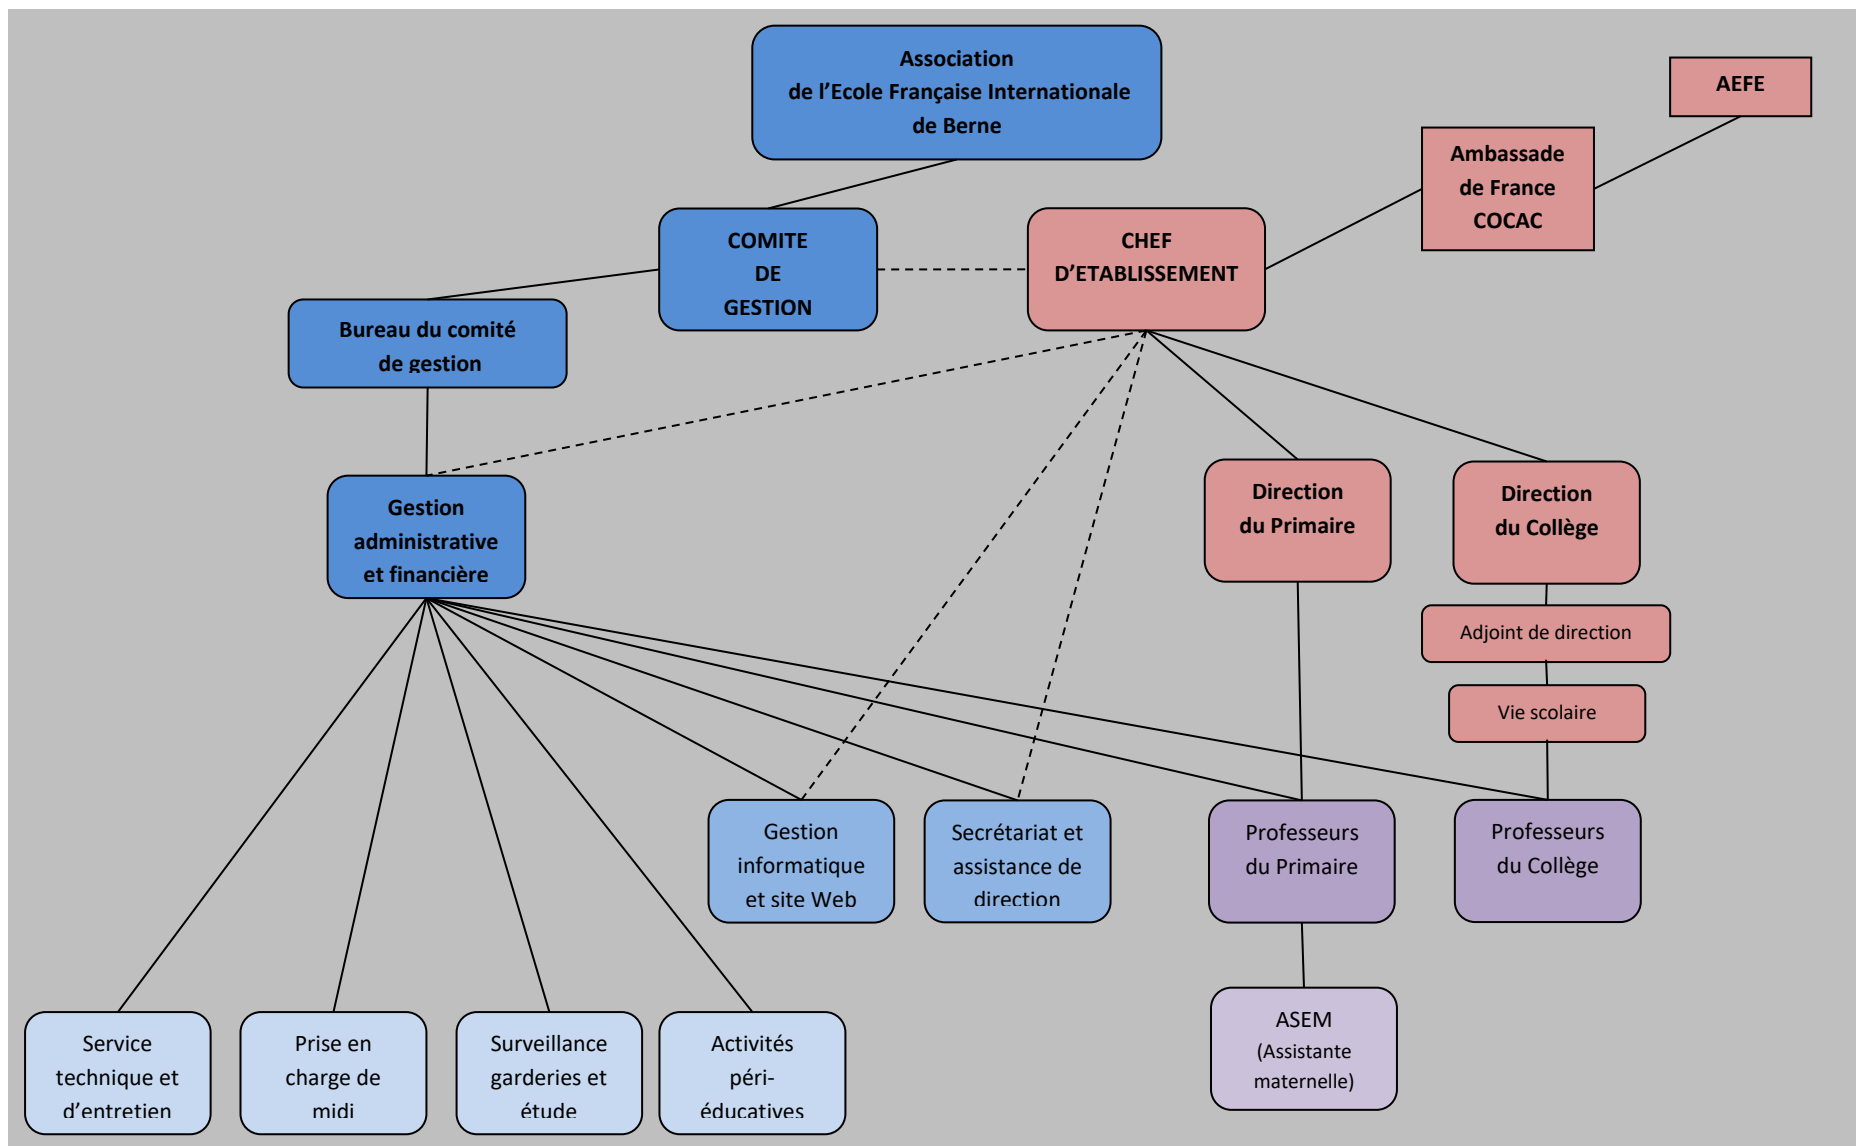 Association
de l'Ecole Française Internationale
de Berne
AEFE
Ambassade
de France
COCAC
COMITE
DE
GESTION
CHEF
D'ETABLISSEMENT
Bureau du comité
de gestion
Gestion
administrative
et financière
Direction
du Primaire
Direction
du Collège
Adjoint de direction
Vie scolaire
Gestion
informatique
et site Web
Secrétariat et
assistance de
direction
Professeurs
du Primaire
Professeurs
du Collège
Service
technique et
d'entretien
Prise en
charge de
midi
Surveillance
garderies et
étude
Activités
péri-
éducatives
ASEM
(Assistante
maternelle)